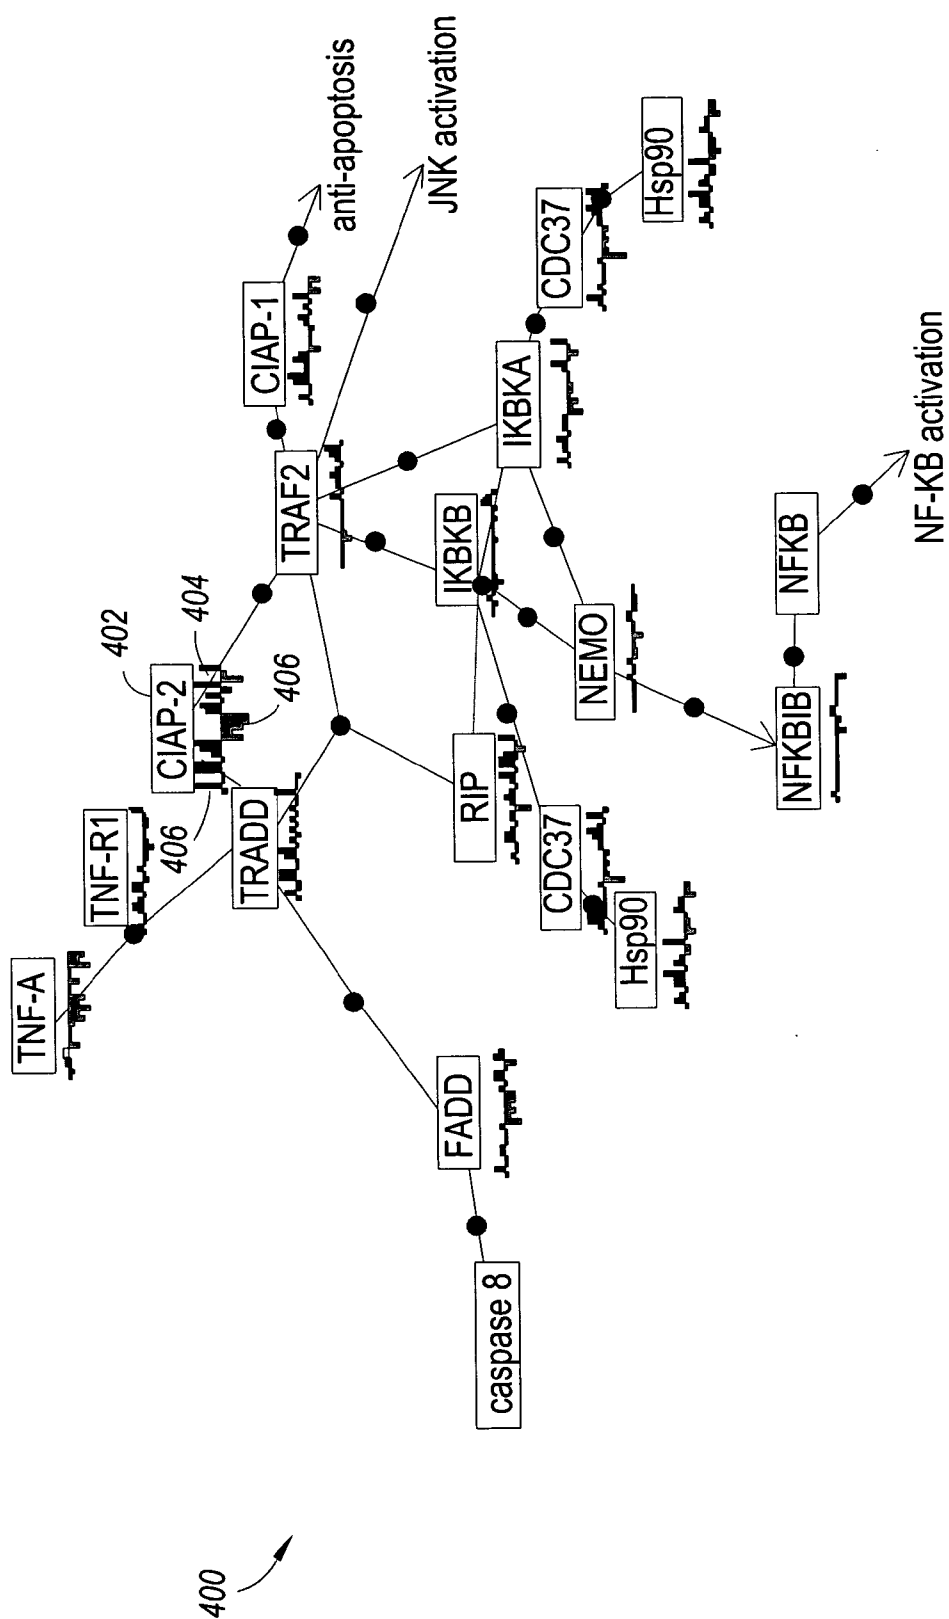 400
TNF-A
TNF-R1
402
CIAP-2
404
406
406
TRADD
CIAP-1
anti-apoptosis
TRAF2
JNK activation
FADD
caspase 8
RIP
IKBKB
IKBKA
CDC37
Hsp90
CDC37
Hsp90
NEMO
NFKBIB
NFKB
NF-KB activation